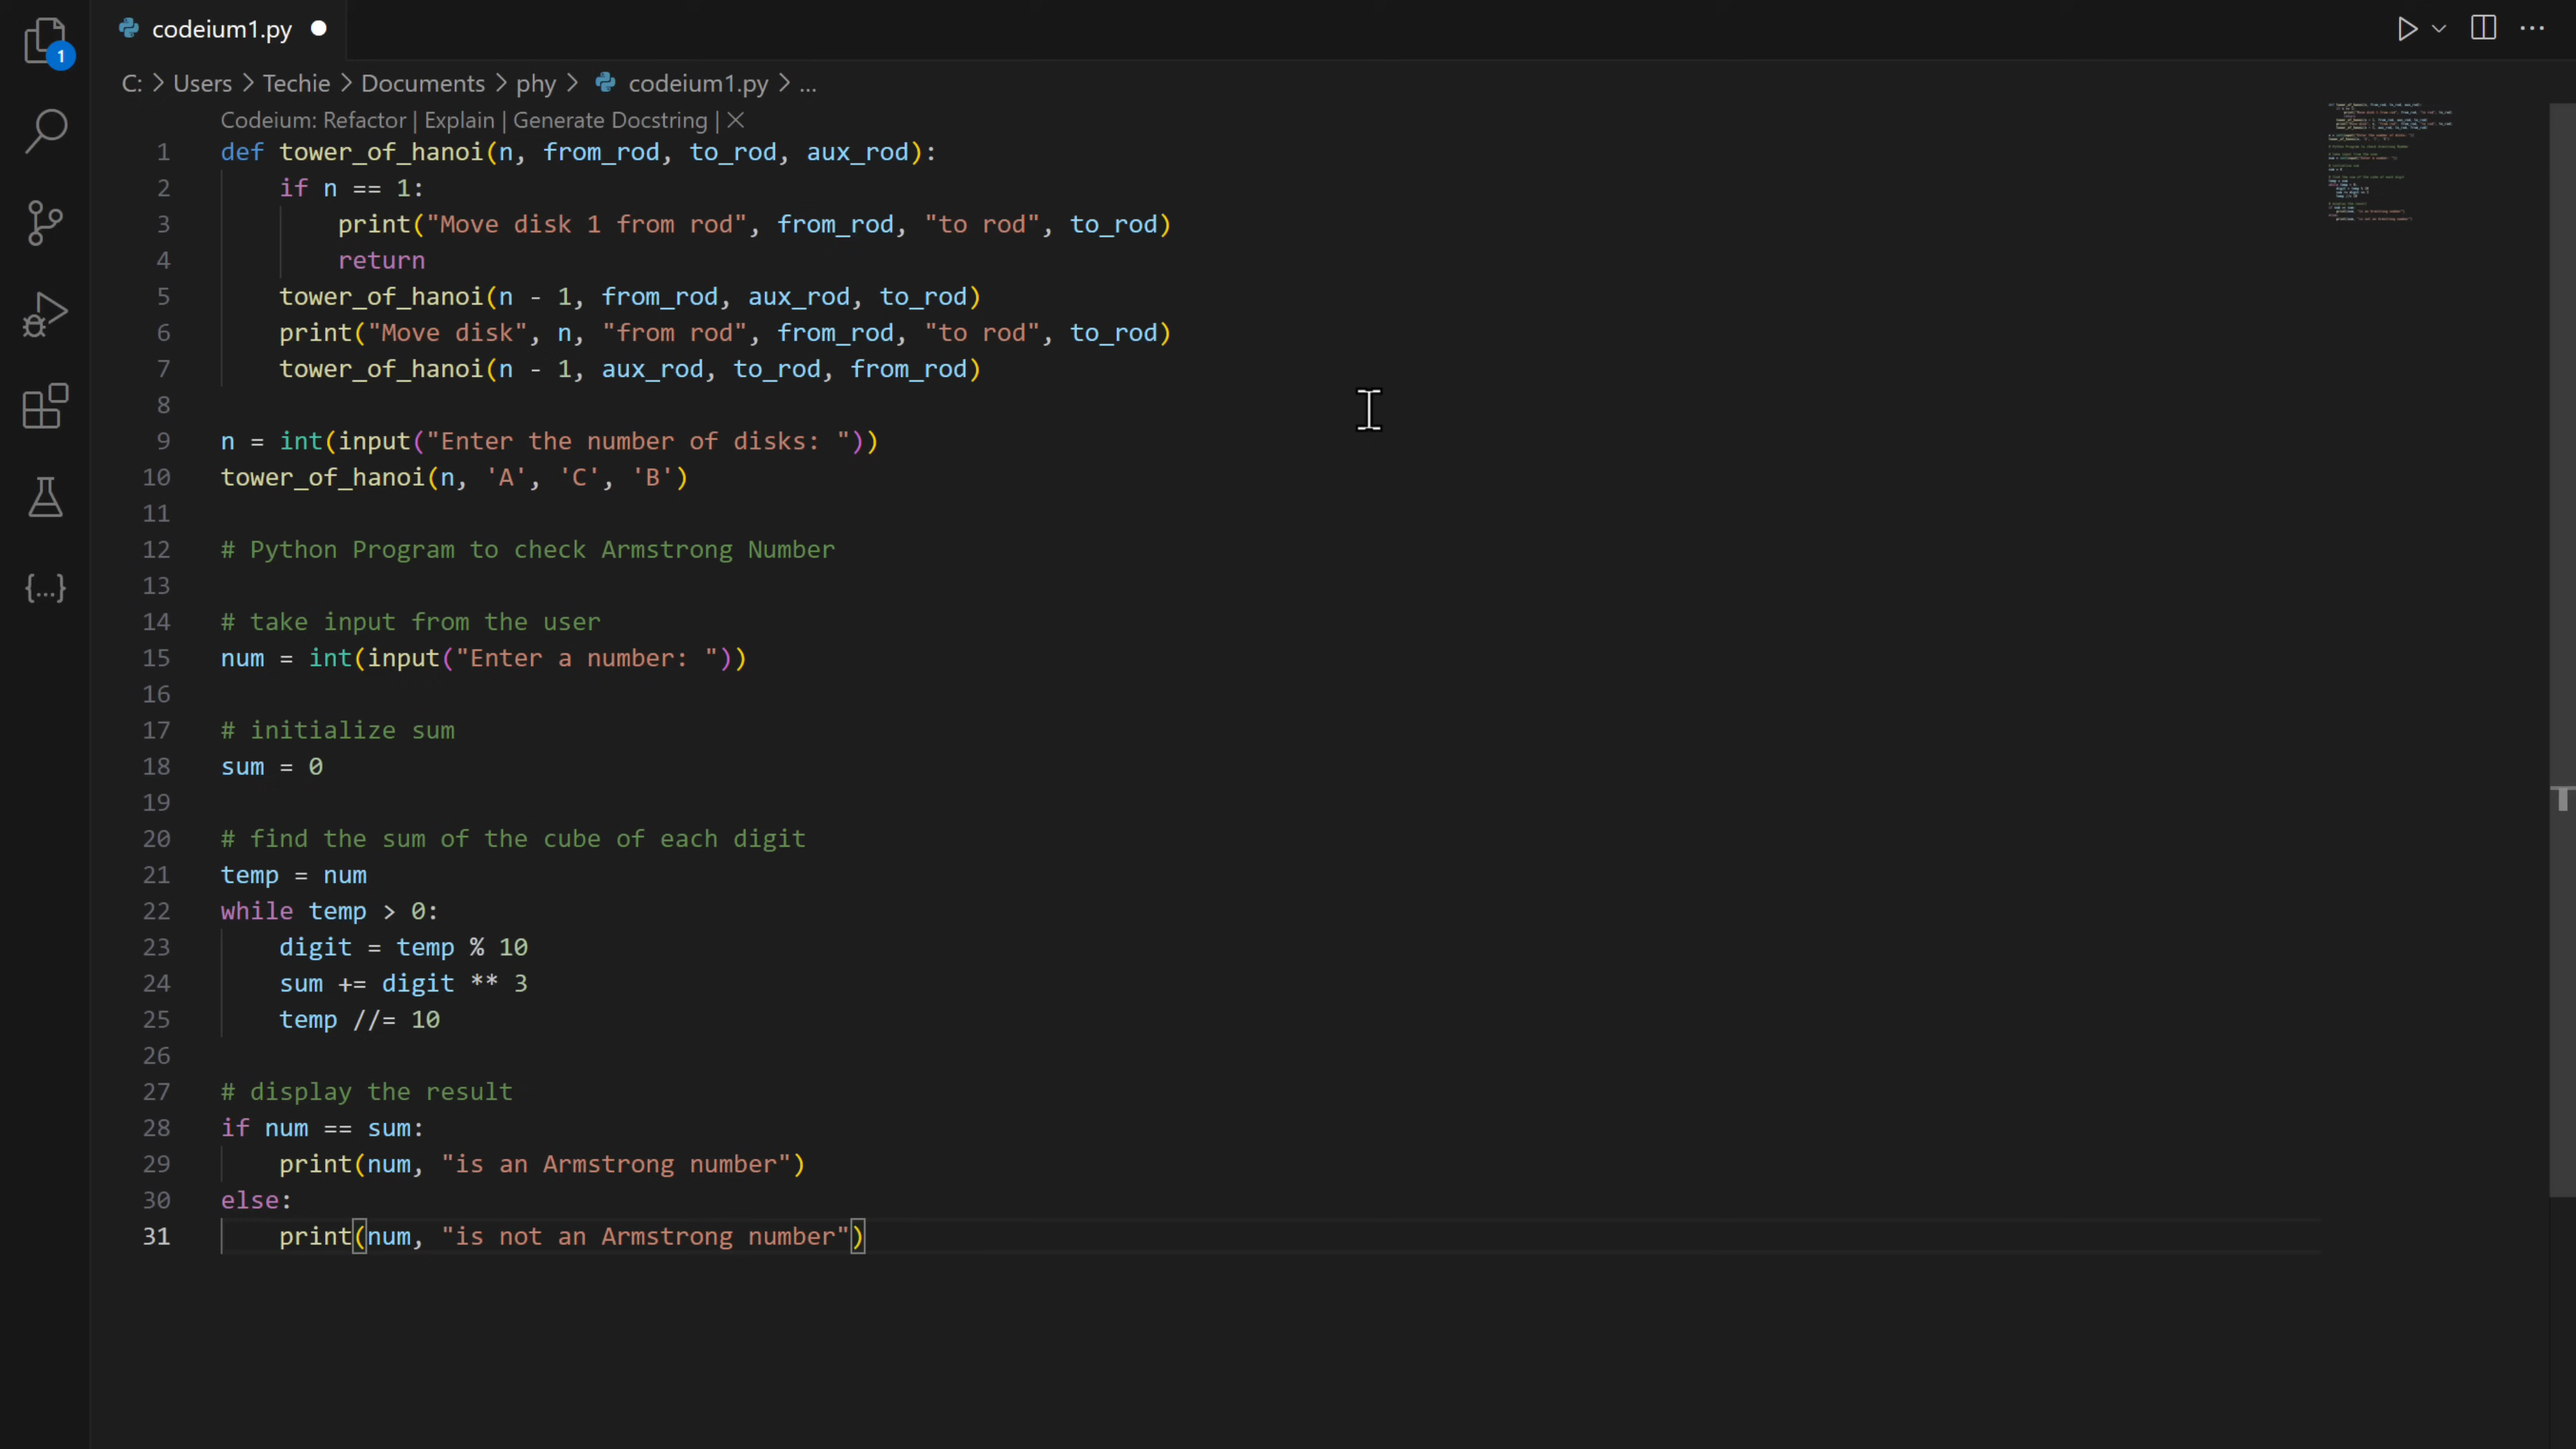 codeium1.py
1
C: > Users > Techie > Documents > phy > codeium1.py > ...
Codeium: Refactor | Explain | Generate Docstring | ×
1 def tower_of_hanoi(n, from_rod, to_rod, aux_rod):
2     if n == 1:
3         print("Move disk 1 from rod", from_rod, "to rod", to_rod)
4         return
5     tower_of_hanoi(n - 1, from_rod, aux_rod, to_rod)
6     print("Move disk", n, "from rod", from_rod, "to rod", to_rod)
7     tower_of_hanoi(n - 1, aux_rod, to_rod, from_rod)
8
9 n = int(input("Enter the number of disks: "))
10 tower_of_hanoi(n, 'A', 'C', 'B')
11
12 # Python Program to check Armstrong Number
13
14 # take input from the user
15 num = int(input("Enter a number: "))
16
17 # initialize sum
18 sum = 0
19
20 # find the sum of the cube of each digit
21 temp = num
22 while temp > 0:
23     digit = temp % 10
24     sum += digit ** 3
25     temp //= 10
26
27 # display the result
28 if num == sum:
29     print(num, "is an Armstrong number")
30 else:
31     print(num, "is not an Armstrong number")